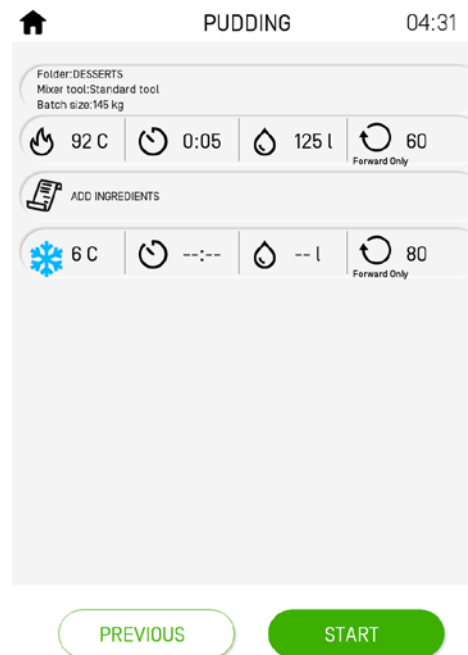 PUDDING 04:31
Folder:DESSERTS
Mixer tool:Standard tool
Batch size:145 kg
92 C 0:05 125 l 60
Forward Only
ADD INGREDIENTS
6 C --:-- -- l 80
Forward Only
PREVIOUS START